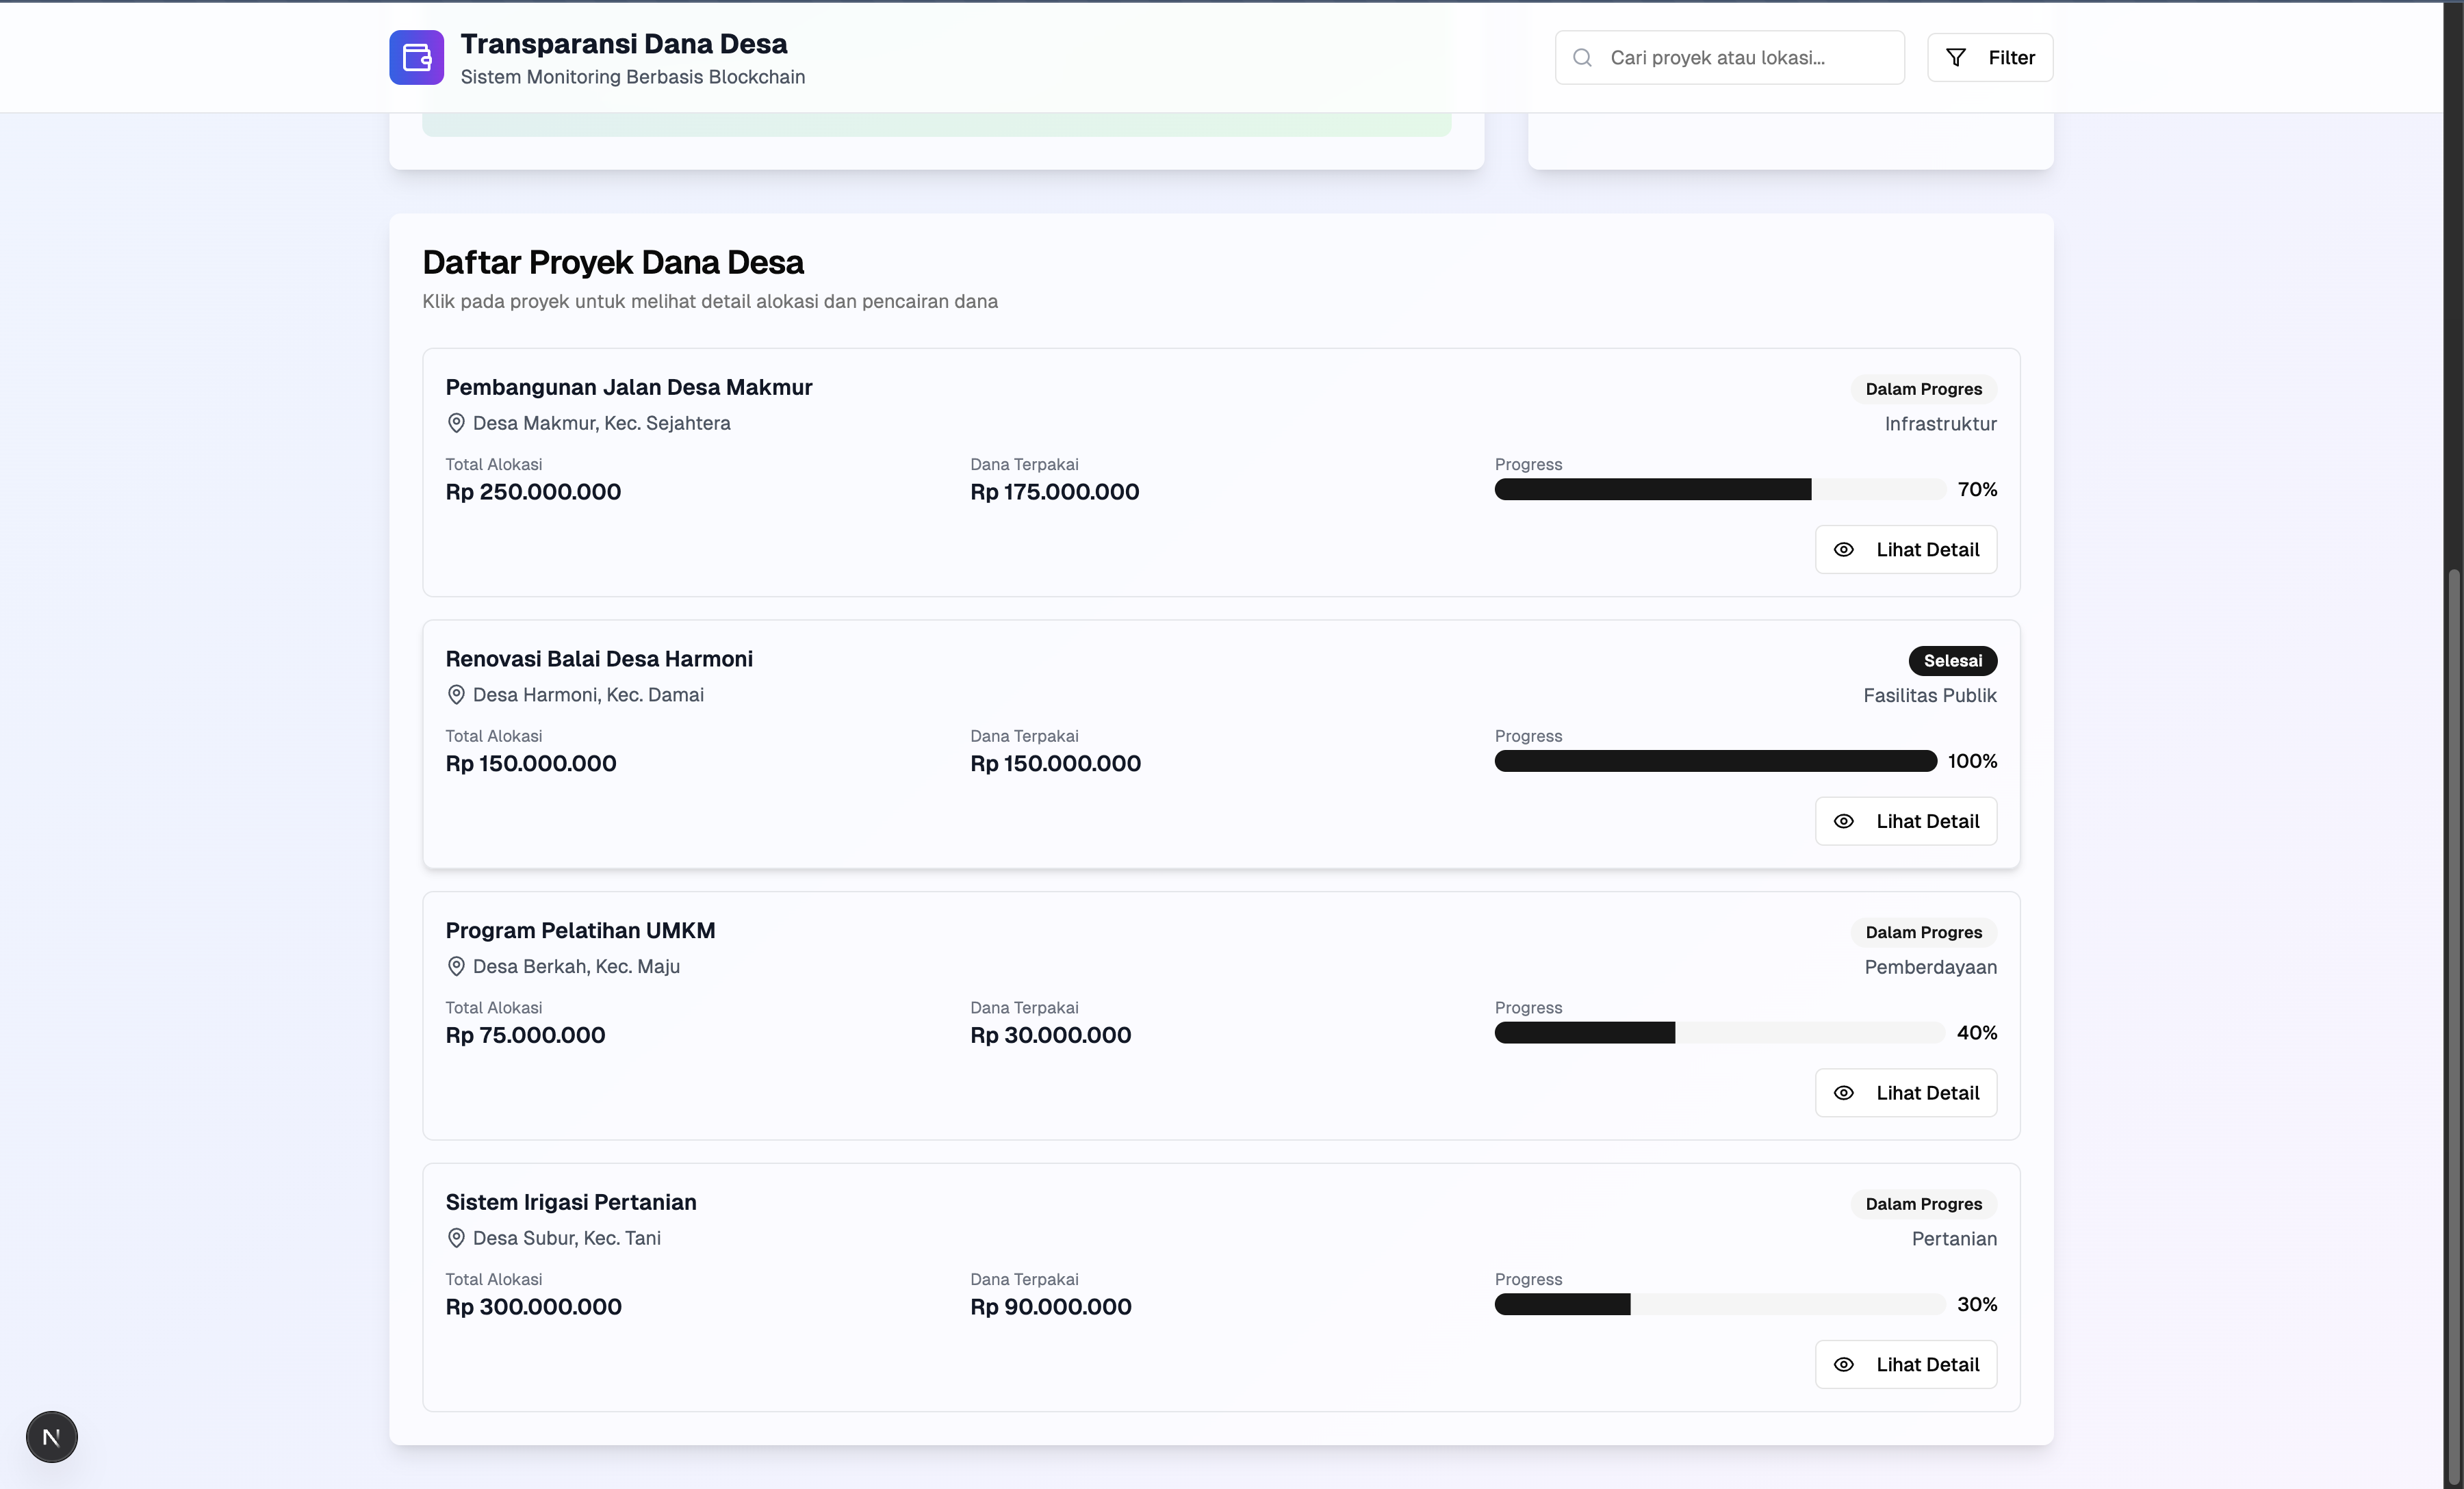 Transparansi Dana Desa
Sistem Monitoring Berbasis Blockchain
Cari proyek atau lokasi...
Filter
Daftar Proyek Dana Desa
Klik pada proyek untuk melihat detail alokasi dan pencairan dana
Pembangunan Jalan Desa Makmur
Dalam Progres
Desa Makmur, Kec. Sejahtera
Infrastruktur
Total Alokasi
Rp 250.000.000
Dana Terpakai
Rp 175.000.000
Progress
70%
Lihat Detail
Renovasi Balai Desa Harmoni
Selesai
Desa Harmoni, Kec. Damai
Fasilitas Publik
Total Alokasi
Rp 150.000.000
Dana Terpakai
Rp 150.000.000
Progress
100%
Lihat Detail
Program Pelatihan UMKM
Dalam Progres
Desa Berkah, Kec. Maju
Pemberdayaan
Total Alokasi
Rp 75.000.000
Dana Terpakai
Rp 30.000.000
Progress
40%
Lihat Detail
Sistem Irigasi Pertanian
Dalam Progres
Desa Subur, Kec. Tani
Pertanian
Total Alokasi
Rp 300.000.000
Dana Terpakai
Rp 90.000.000
Progress
30%
Lihat Detail
N